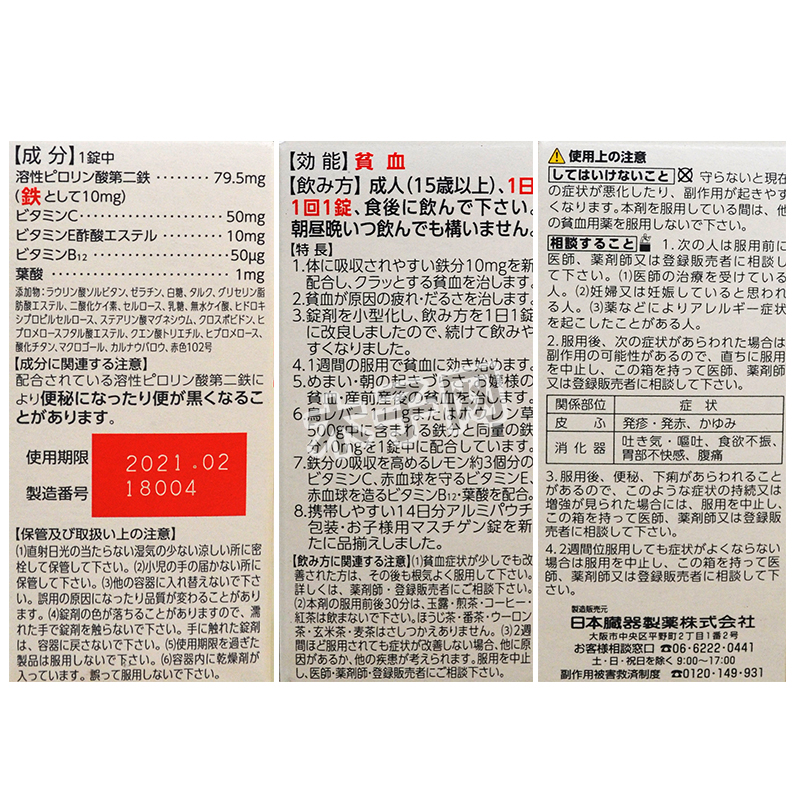 【成 分】1錠中
溶性ピロリン酸第二鉄‥‥‥‥79.5mg
(鉄として10mg)
ビタミンC‥‥‥‥‥‥‥‥‥‥50mg
ビタミンE酢酸エステル‥‥‥‥10mg
ビタミンB12‥‥‥‥‥‥‥‥‥50μg
葉酸‥‥‥‥‥‥‥‥‥‥‥‥1mg
添加物:ラウリン酸ソルビタン、ゼラチン、白糖、タルク、グリセリン脂
肪酸エステル、二酸化ケイ素、セルロース、乳糖、無水ケイ酸、ヒドロキ
シプロピルセルロース、ステアリン酸マグネシウム、クロスポビドン、ヒ
プロメロースフタル酸エステル、クエン酸トリエチル、ヒプロメロース、
酸化チタン、マクロゴール、カルナウバロウ、赤色102号
【成分に関連する注意】
配合されている溶性ピロリン酸第二鉄に
より便秘になったり便が黒くなるこ
とがあります。
使用期限 2021.02
製造番号 18004
【保管及び取扱い上の注意】
(1)直射日光の当たらない湿気の少ない涼しい所に密
栓して保管して下さい。(2)小児の手の届かない所に
保管して下さい。(3)他の容器に入れ替えないで下さ
い。誤用の原因になったり品質が変わることがありま
す。(4)錠剤の色が落ちることがありますので、濡
れた手で錠剤を触らないで下さい。手に触れた錠剤
は、容器に戻さないで下さい。(5)使用期限を過ぎた
製品は服用しないで下さい。(6)容器内に乾燥剤が
入っています。誤って服用しないで下さい。
【効 能】貧 血
【飲み方】成人(15歳以上)、1日
1回1錠、食後に飲んで下さい。
朝昼晩いつ飲んでも構いません。
【特 長】
1.体に吸収されやすい鉄分10mgを新
配合し、クラッとする貧血を治します。
2.貧血が原因の疲れ・だるさを治します。
3.錠剤を小型化し、飲み方を1日1錠
に改良しましたので、続けて飲みや
すくなりました。
4.1週間の服用で貧血に効き始めます。
5.めまい・朝の起き
貧血・産前産後の貧血
6.
500gに含まれる鉄分と同量の鉄
10mgを1錠中に配合しています。
7.鉄分の吸収を高めるレモン約3個分の
ビタミンC、赤血球を守るビタミンE、
赤血球を造るビタミンB12・葉酸を配合。
8.携帯しやすい14日分アルミパウチ
包装・お子様用マスチゲン錠を新
たに品揃えしました。
【飲み方に関連する注意】(1)貧血症状が少しでも改
善された方は、その後も根気よく服用して下さい。
詳しくは、薬剤師・登録販売者にご相談下さい。
(2)本剤の服用前後30分は、玉露・煎茶・コーヒー・
紅茶は飲まないで下さい。ほうじ茶・番茶・ウーロン
茶・玄米茶・麦茶はさしつかえありません。(3)2週
間ほど服用されても症状が改善しない場合、他に原
因があるか、他の疾患が考えられます。服用を中止
し、医師・薬剤師・登録販売者にご相談下さい。
使用上の注意
してはいけないこと 守らないと現在
の症状が悪化したり、副作用が起きやす
くなります。本剤を服用している間は、他
の貧血用薬を服用しないで下さい。
相談すること 1.次の人は服用前に
医師、薬剤師又は登録販売者に相談し
て下さい。(1)医師の治療を受けてい
る人。(2)妊婦又は妊娠していると思われ
る人。(3)薬などによりアレルギー症状
を起こしたことがある人。
2.服用後、次の症状があらわれた場合は
副作用の可能性があるので、直ちに服用
を中止し、この箱を持って医師、薬剤師
又は登録販売者に相談して下さい。
関係部位 症 状
皮 ふ 発疹・発赤、かゆみ
消 化 器 吐き気・嘔吐、食欲不振、
胃部不快感、腹痛
3.服用後、便秘、下痢があらわれること
があるので、このような症状の持続又は
増強が見られた場合には、服用を中止し、
この箱を持って医師、薬剤師又は登録販
売者に相談して下さい。
4.2週間位服用しても症状がよくならない
場合は服用を中止し、この箱を持って医
師、薬剤師又は登録販売者に相談して
下さい。
製造販売元
日本臓器製薬株式会社
大阪市中央区平野町2丁目1番2号
お客様相談窓口 ☎06・6222・0441
土・日・祝日を除く9:00~17:00
副作用被害救済制度 ☎0120・149・931